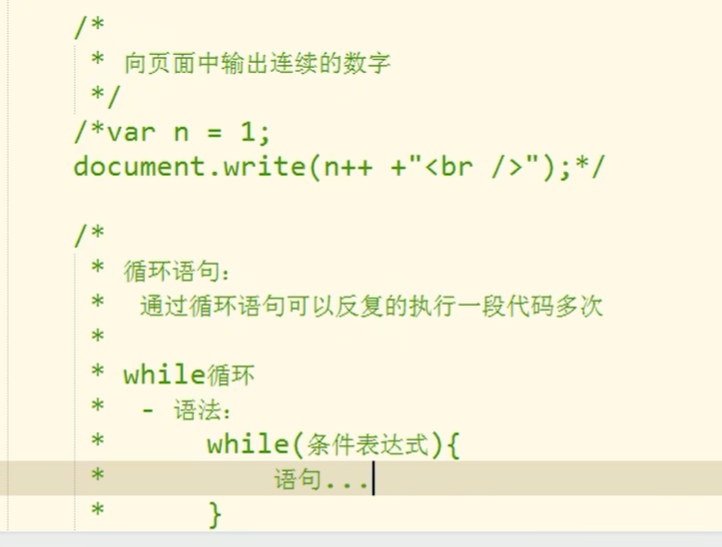 /*
 * 向页面中输出连续的数字
 */
/*var n = 1;
document.write(n++ +"<br />");*/
/*
 * 循环语句：
 *  通过循环语句可以反复的执行一段代码多次
 *
 * while循环
 *  - 语法：
 *      while(条件表达式){
 *          语句...
 *      }